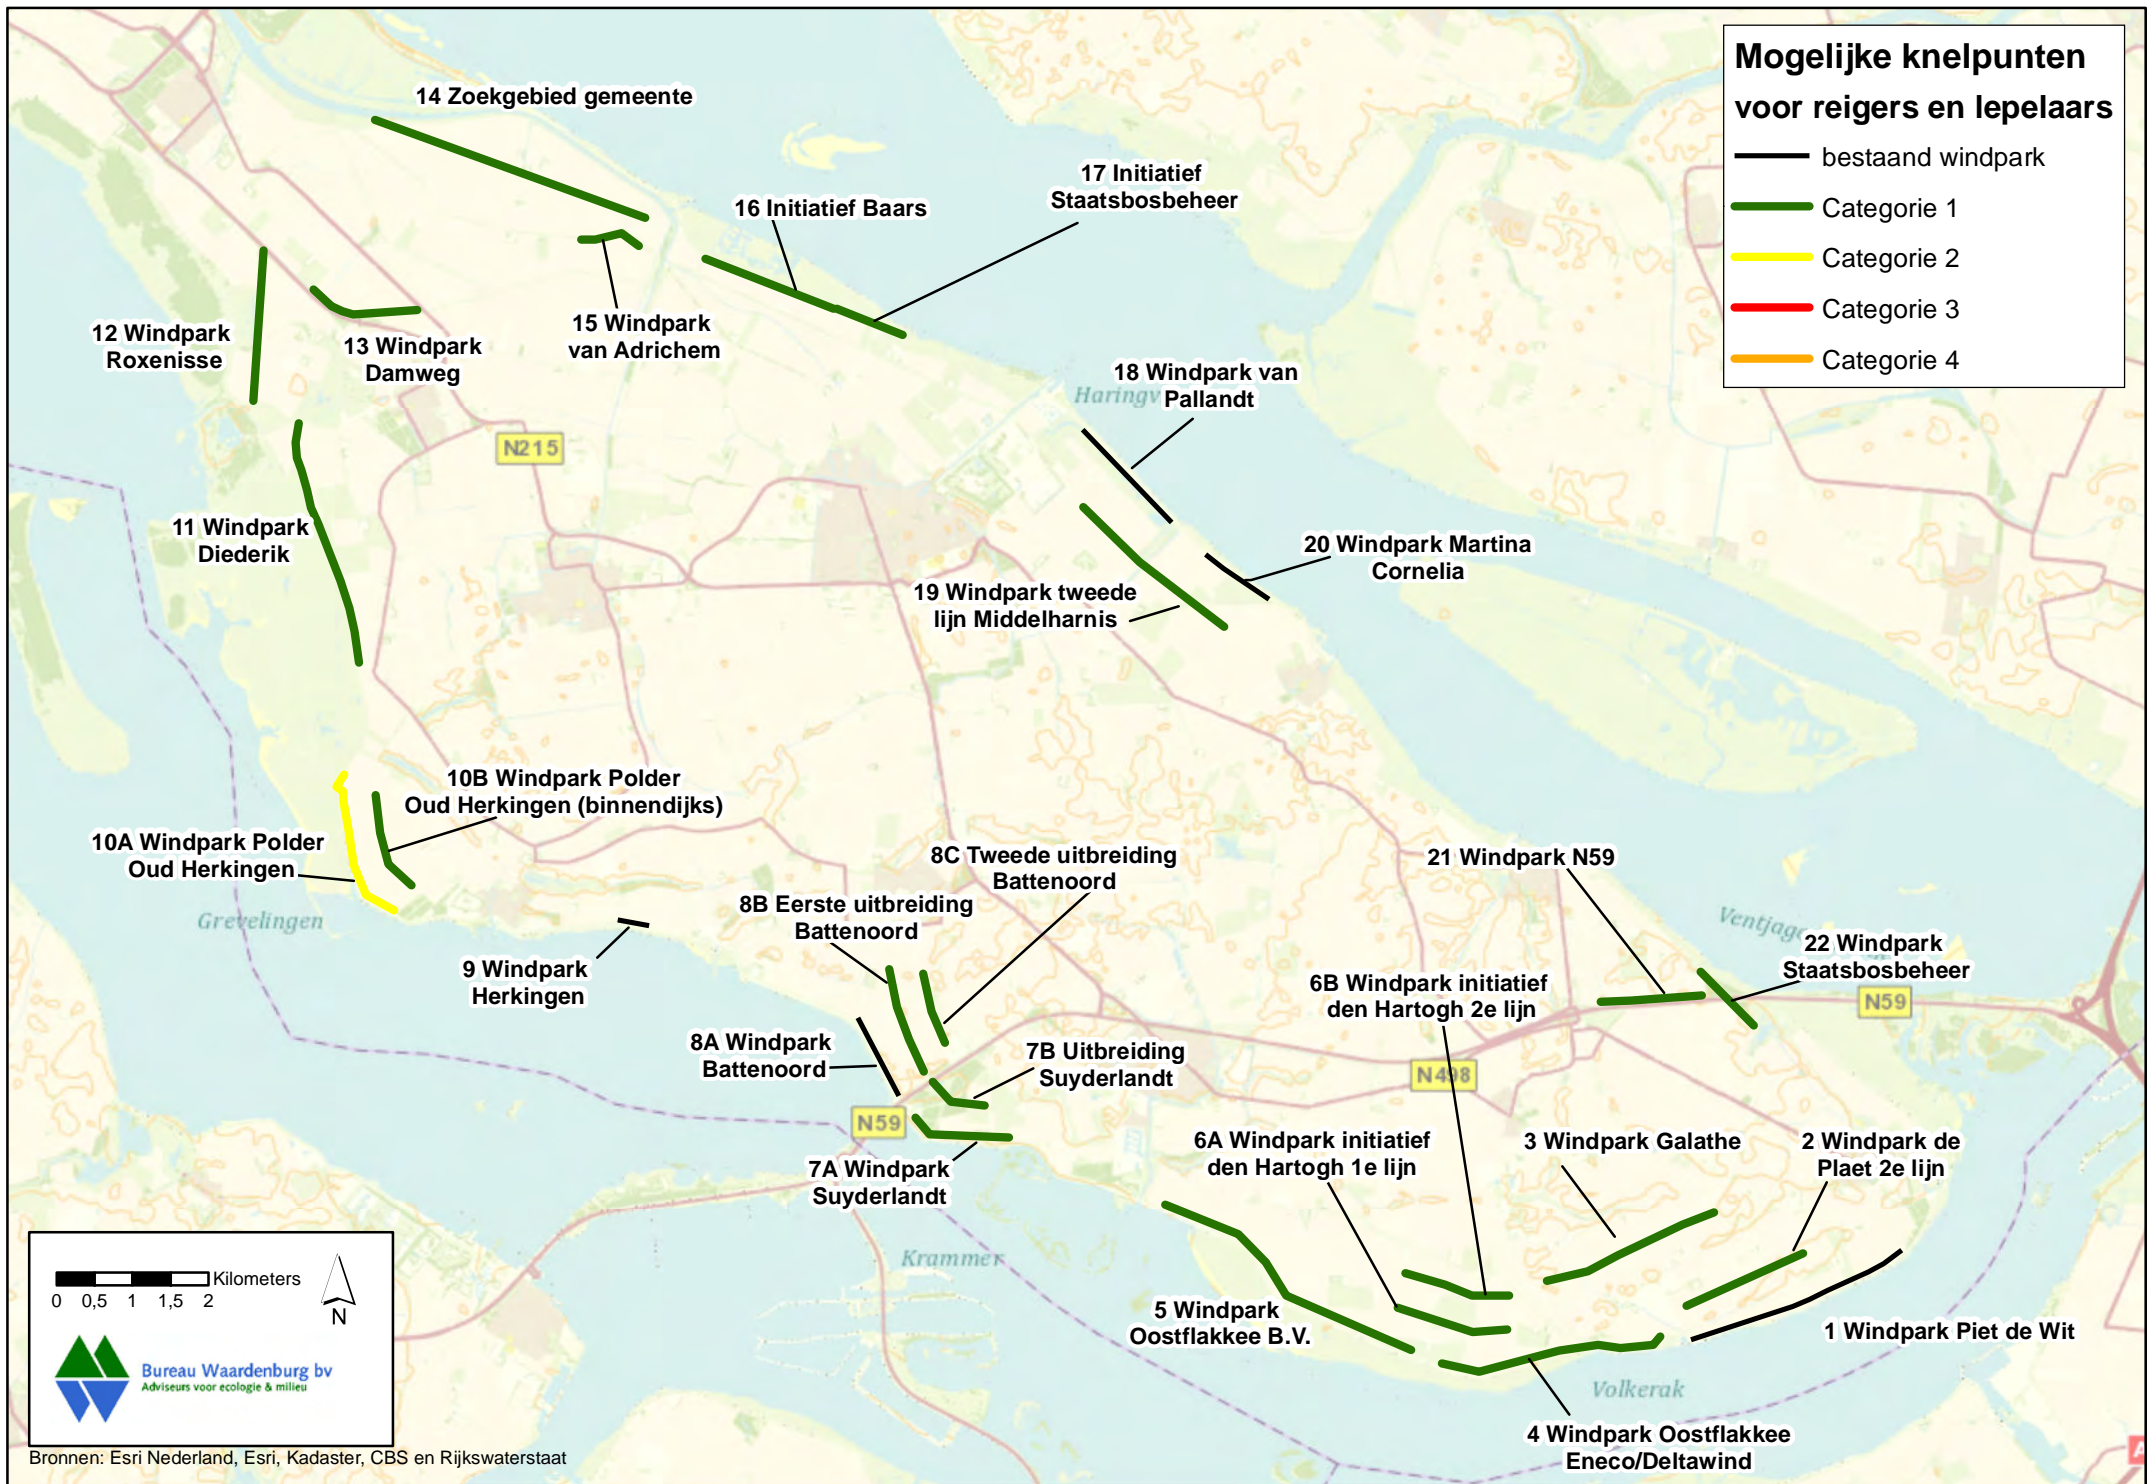 Mogelijke knelpunten
voor reigers en lepelaars
bestaand windpark
Categorie 1
Categorie 2
Categorie 3
Categorie 4
14 Zoekgebied gemeente
16 Initiatief Baars
17 Initiatief
Staatsbosbeheer
15 Windpark
van Adrichem
12 Windpark
Roxenisse
13 Windpark
Damweg
18 Windpark van
Pallandt
Haringv
N215
11 Windpark
Diederik
20 Windpark Martina
Cornelia
19 Windpark tweede
lijn Middelharnis
10B Windpark Polder
Oud Herkingen (binnendijks)
10A Windpark Polder
Oud Herkingen
Grevelingen
8C Tweede uitbreiding
Battenoord
8B Eerste uitbreiding
Battenoord
21 Windpark N59
Ventjag
22 Windpark
Staatsbosbeheer
N59
9 Windpark
Herkingen
6B Windpark initiatief
den Hartogh 2e lijn
8A Windpark
Battenoord
7B Uitbreiding
Suyderlandt
N498
N59
7A Windpark
Suyderlandt
6A Windpark initiatief
den Hartogh 1e lijn
3 Windpark Galathe
2 Windpark de
Plaet 2e lijn
Krammer
5 Windpark
Oostflakkee B.V.
1 Windpark Piet de Wit
Volkerak
4 Windpark Oostflakkee
Eneco/Deltawind
Kilometers
0 0,5 1 1,5 2
N
Bureau Waardenburg bv
Adviseurs voor ecologie & milieu
Bronnen: Esri Nederland, Esri, Kadaster, CBS en Rijkswaterstaat
A